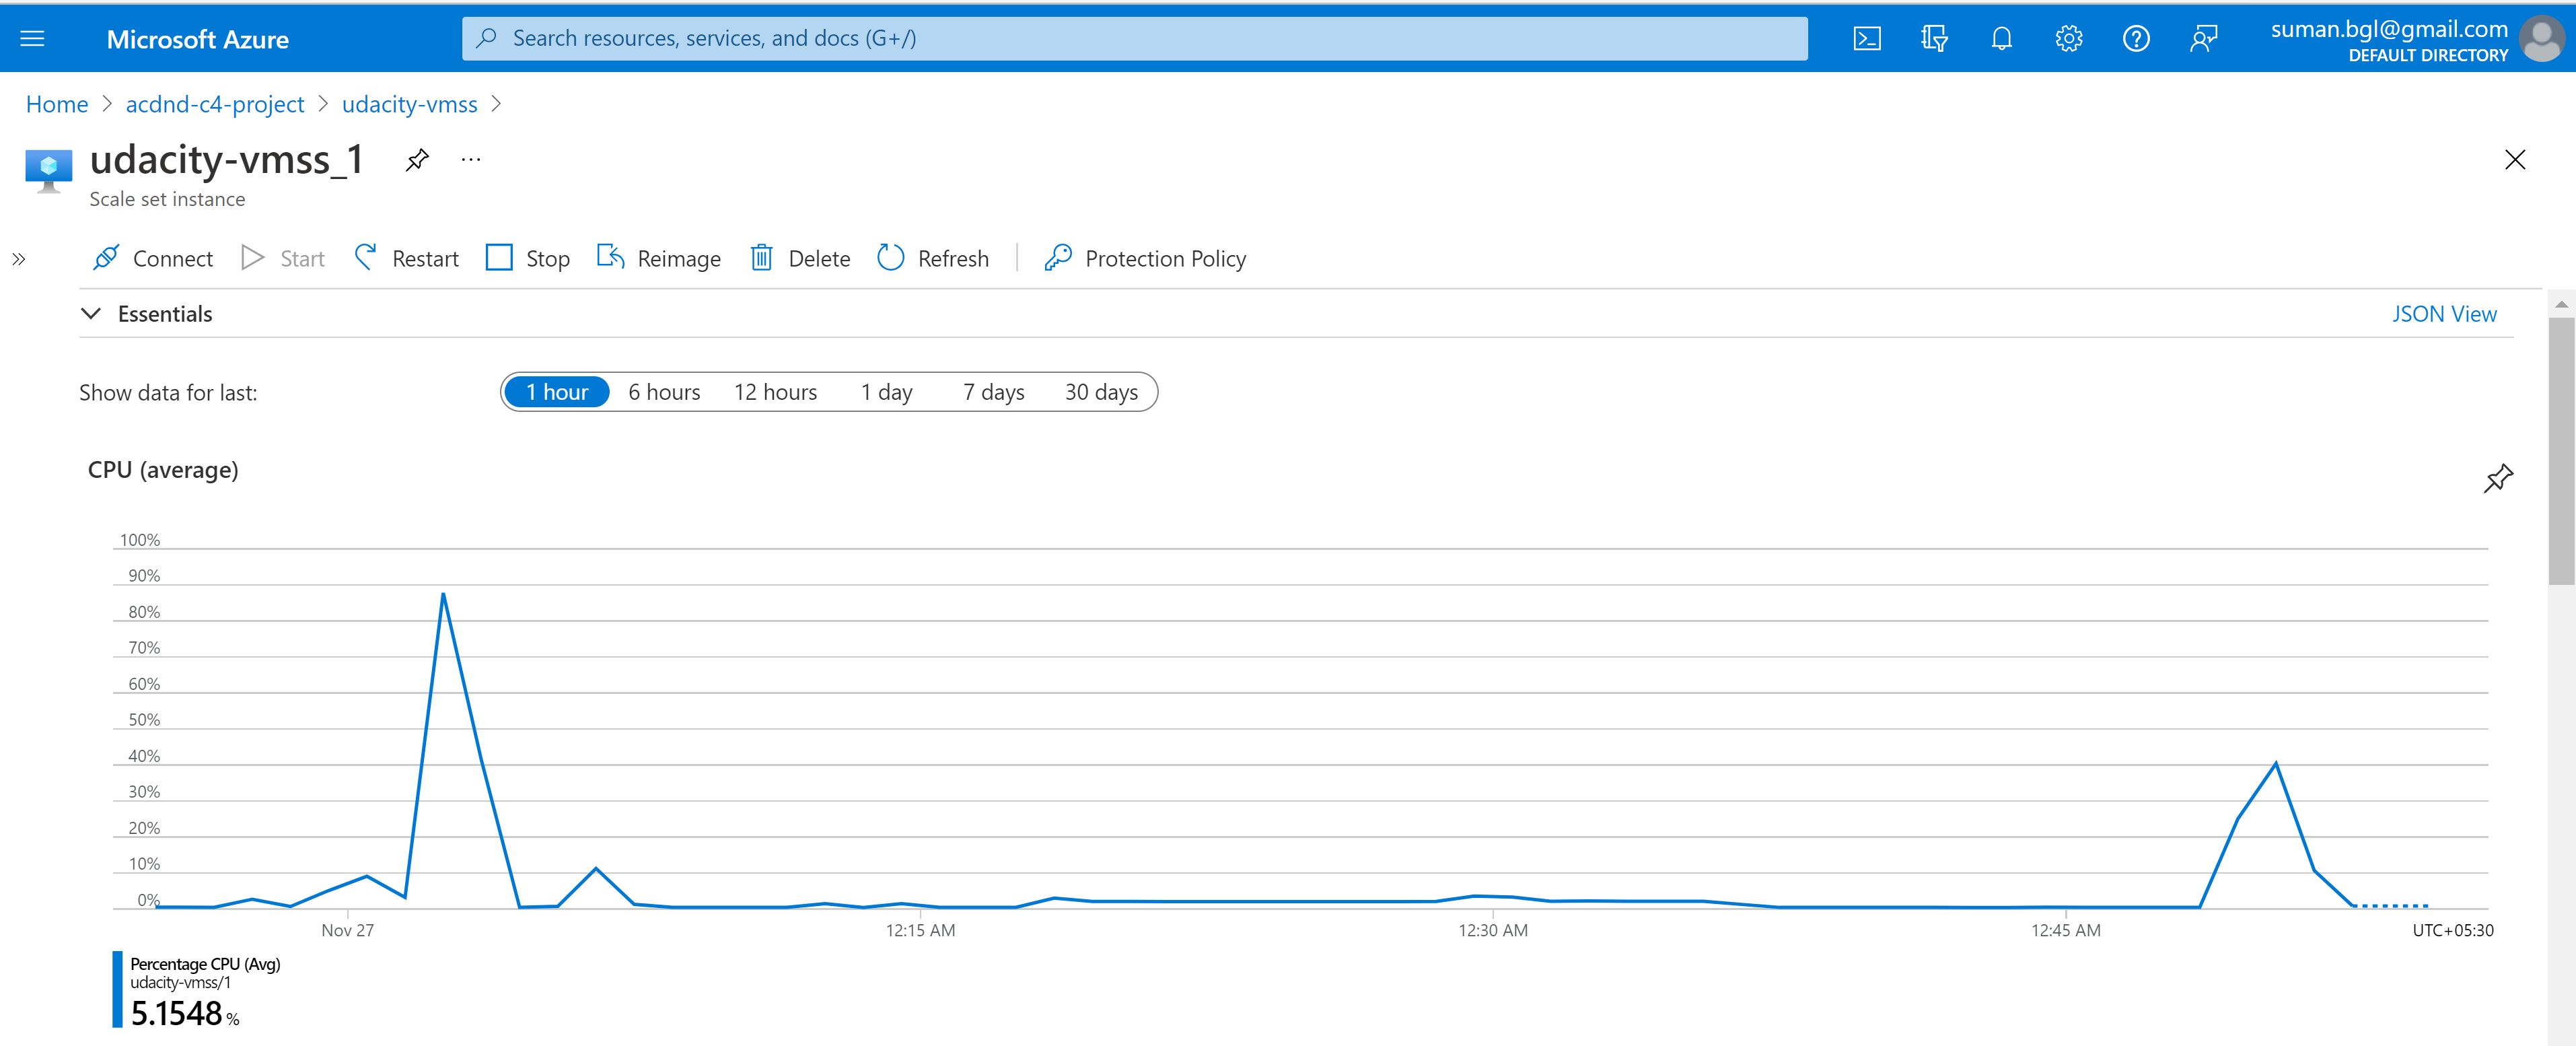 Microsoft Azure
Search resources, services, and docs (G+/)
suman.bgl@gmail.com
DEFAULT DIRECTORY
Home > acdnd-c4-project > udacity-vmss >
udacity-vmss_1
Scale set instance
Connect Start Restart Stop Reimage Delete Refresh Protection Policy
Essentials JSON View
Show data for last: 1 hour 6 hours 12 hours 1 day 7 days 30 days
CPU (average)
100%
90%
80%
70%
60%
50%
40%
30%
20%
10%
0%
Nov 27 12:15 AM 12:30 AM 12:45 AM UTC+05:30
Percentage CPU (Avg)
udacity-vmss/1
5.1548 %